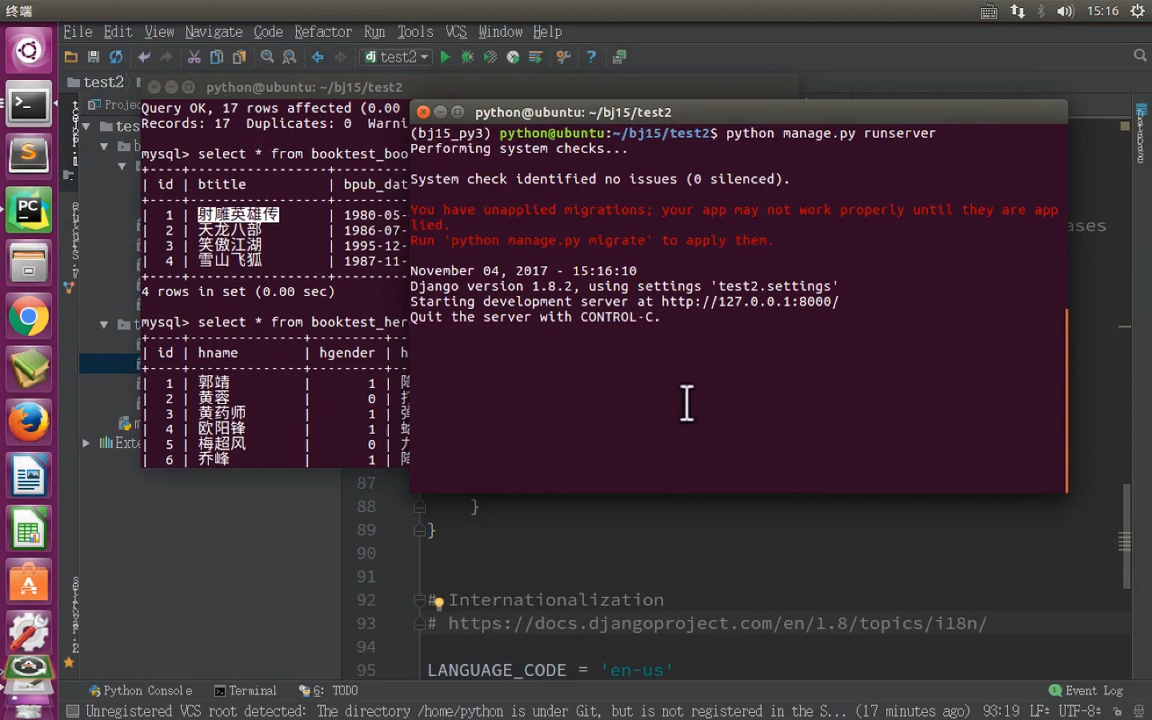 终端
15:16
File Edit View Navigate Code Refactor Run Tools VCS Window Help
test2
test2
python@ubuntu: ~/bj15/test2
Query OK, 17 rows affected (0.00
Records: 17 Duplicates: 0 Warni
mysql> select * from booktest_boo
| id | btitle | bpub_dat
| 1 | 射雕英雄传 | 1980-05-
| 2 | 天龙八部 | 1986-07-
| 3 | 笑傲江湖 | 1995-12-
| 4 | 雪山飞狐 | 1987-11-
4 rows in set (0.00 sec)
mysql> select * from booktest_her
| id | hname | hgender | h
| 1 | 郭靖 | 1 | 降
| 2 | 黄蓉 | 0 | 打
| 3 | 黄药师 | 1 | 弹
| 4 | 欧阳锋 | 1 | 蛤
| 5 | 梅超风 | 0 | 九
| 6 | 乔峰 | 1 | 降
python@ubuntu: ~/bj15/test2
(bj15_py3) python@ubuntu:~/bj15/test2$ python manage.py runserver
Performing system checks...
System check identified no issues (0 silenced).
You have unapplied migrations; your app may not work properly until they are app
lied.
Run 'python manage.py migrate' to apply them.
November 04, 2017 - 15:16:10
Django version 1.8.2, using settings 'test2.settings'
Starting development server at http://127.0.0.1:8000/
Quit the server with CONTROL-C.
ases
87
88 }
89 }
90
91
92 # Internationalization
93 # https://docs.djangoproject.com/en/1.8/topics/i18n/
94
95 LANGUAGE_CODE = 'en-us'
Python Console Terminal 6: TODO Event Log
Unregistered VCS root detected: The directory /home/python is under Git, but is not registered in the S... (17 minutes ago) 93:19 LF÷ UTF-8÷